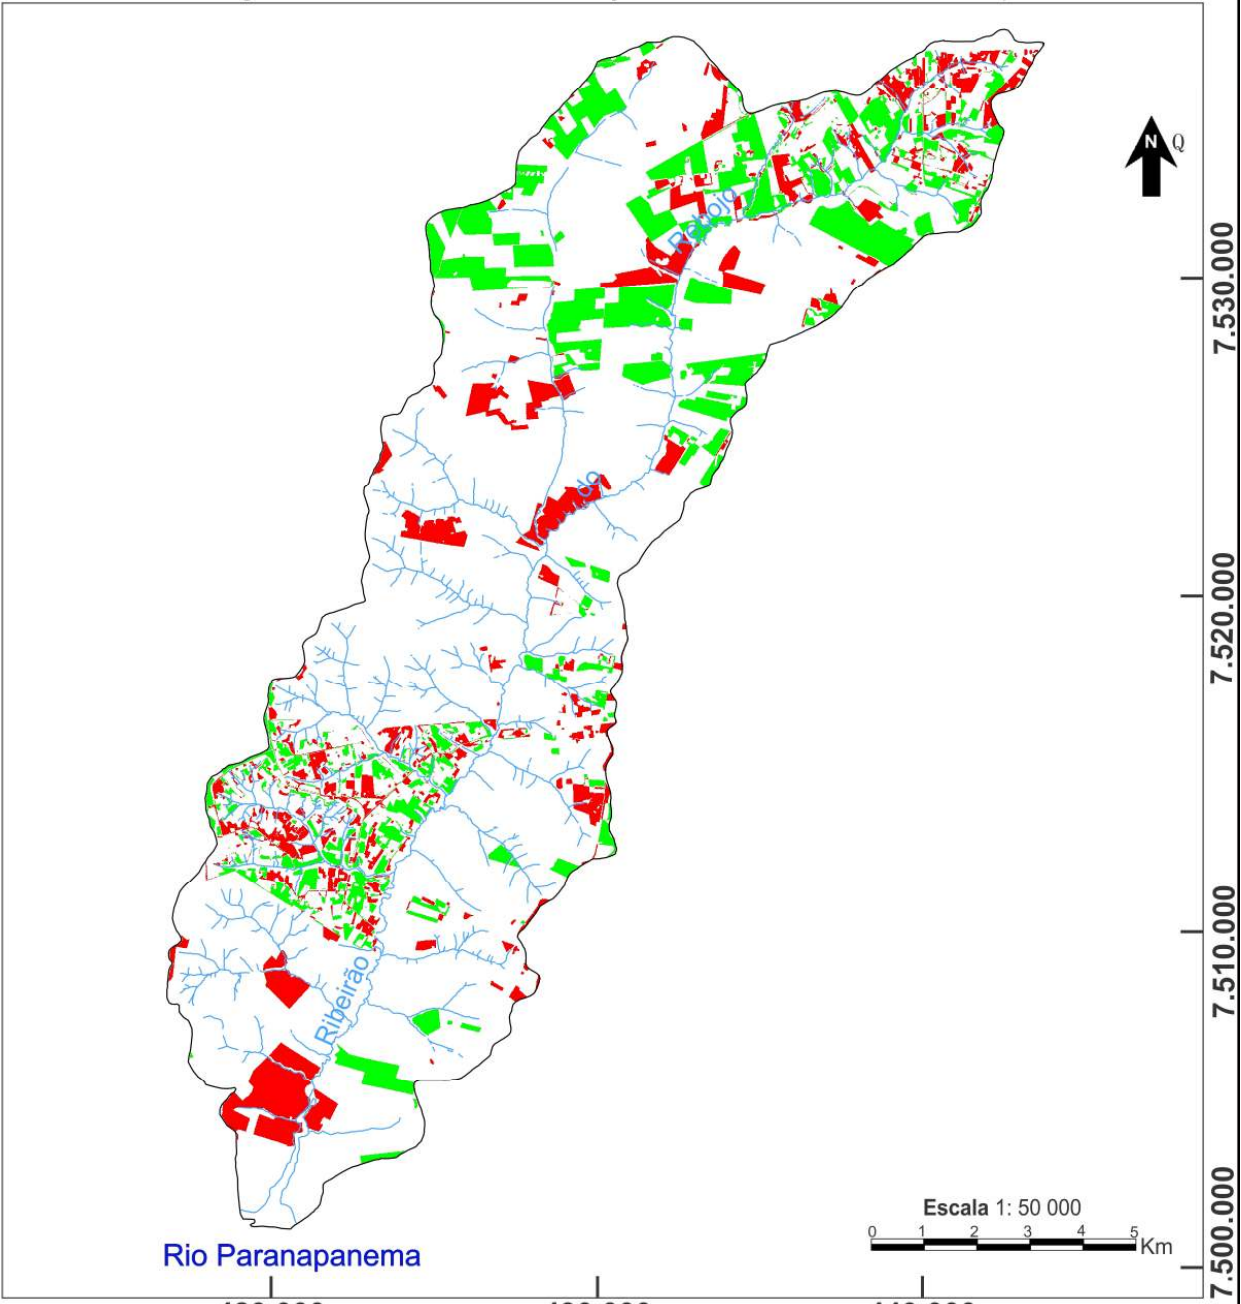 N Q
Rebojo
do
Ribeirão
7.530.000
7.520.000
7.510.000
7.500.000
Escala 1: 50 000
0 1 2 3 4 5
Km
Rio Paranapanema